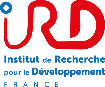 IRD
Institut de Recherche
pour le Développement
FRANCE